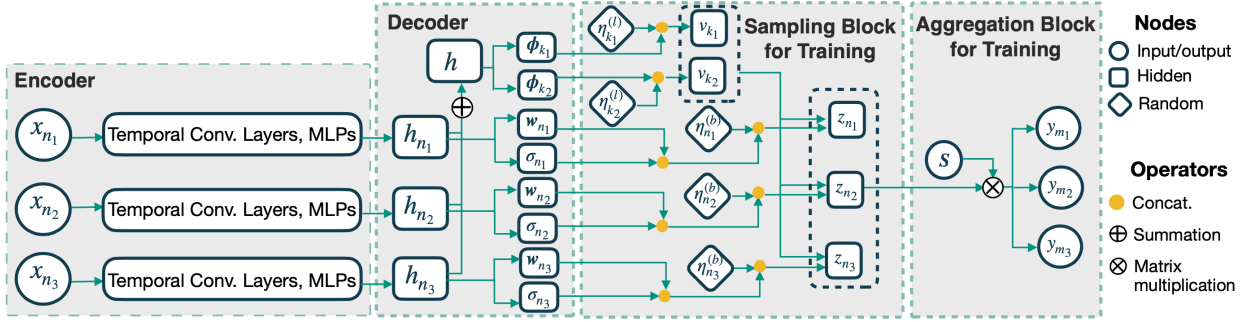 Encoder
x_{n_1}
Temporal Conv. Layers, MLPs
x_{n_2}
Temporal Conv. Layers, MLPs
x_{n_3}
Temporal Conv. Layers, MLPs
Decoder
h
h_{n_1}
h_{n_2}
h_{n_3}
ϕ_{k_1}
ϕ_{k_2}
w_{n_1}
σ_{n_1}
w_{n_2}
σ_{n_2}
w_{n_3}
σ_{n_3}
Sampling Block
for Training
η_{k_1}^{(l)}
v_{k_1}
η_{k_2}^{(l)}
v_{k_2}
η_{n_1}^{(b)}
z_{n_1}
η_{n_2}^{(b)}
z_{n_2}
η_{n_3}^{(b)}
z_{n_3}
Aggregation Block
for Training
S
y_{m_1}
y_{m_2}
y_{m_3}
Nodes
Input/output
Hidden
Random
Operators
Concat.
Summation
Matrix
multiplication